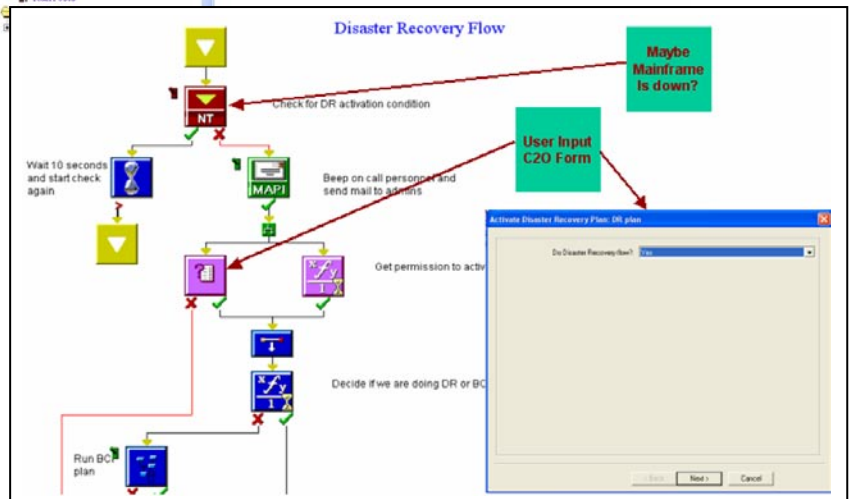 Disaster Recovery Flow
Maybe
Mainframe
Is down?
NT
Check for DR activation condition
User Input
C2O Form
Wait 10 seconds
and start check
again
MAPI
Beep on call personnel and
send mail to admins
Activate Disaster Recovery Plan: DR plan
Do Disaster Recovery flow? Yes
Get permission to activ
Decide if we are doing DR or BC
Run BCP
plan
< Back
Next >
Cancel